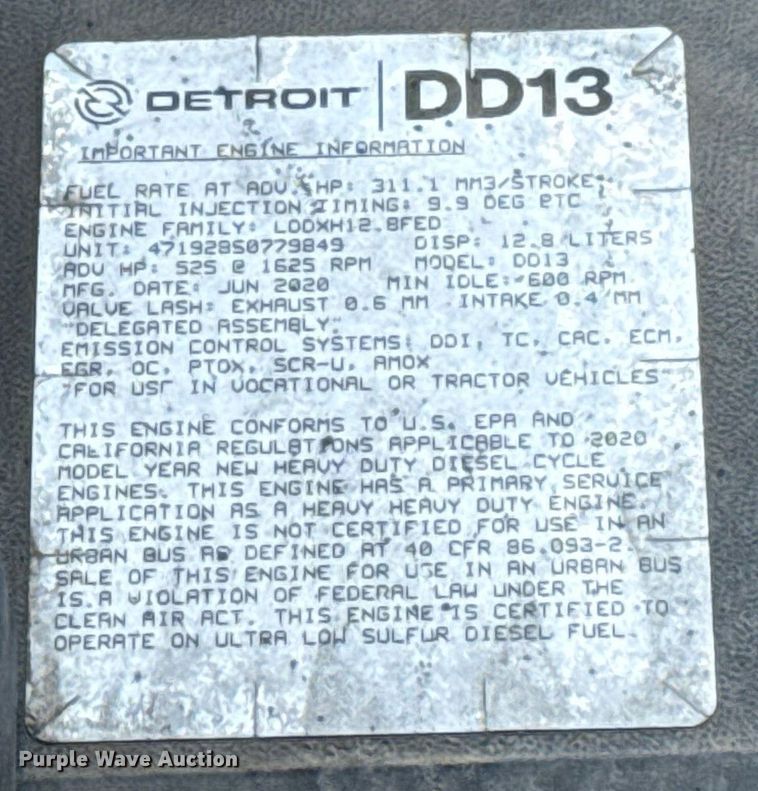 DETROIT | DD13
IMPORTANT ENGINE INFORMATION
FUEL RATE AT ADV. HP: 311.1 MM3/STROKE
INITIAL INJECTION TIMING: 9.9 DEG BTC
ENGINE FAMILY: LDDXH12.8FED
UNIT: 471928S0779849 DISP: 12.8 LITERS
ADV HP: 525 @ 1625 RPM MODEL: DD13
MFG. DATE: JUN 2020 MIN IDLE: 600 RPM
VALVE LASH: EXHAUST 0.6 MM INTAKE 0.4 MM
"DELEGATED ASSEMBLY."
EMISSION CONTROL SYSTEMS: DDI, TC, CAC, ECM,
EGR, OC, PTOX, SCR-U, AMOX
"FOR USE IN VOCATIONAL OR TRACTOR VEHICLES"
THIS ENGINE CONFORMS TO U.S. EPA AND
CALIFORNIA REGULATIONS APPLICABLE TO 2020
MODEL YEAR NEW HEAVY DUTY DIESEL CYCLE
ENGINES. THIS ENGINE HAS A PRIMARY SERVICE
APPLICATION AS A HEAVY HEAVY DUTY ENGINE.
THIS ENGINE IS NOT CERTIFIED FOR USE IN AN
URBAN BUS AS DEFINED AT 40 CFR 86.093-2.
SALE OF THIS ENGINE FOR USE IN AN URBAN BUS
IS A VIOLATION OF FEDERAL LAW UNDER THE
CLEAN AIR ACT. THIS ENGINE IS CERTIFIED TO
OPERATE ON ULTRA LOW SULFUR DIESEL FUEL.
Purple Wave Auction